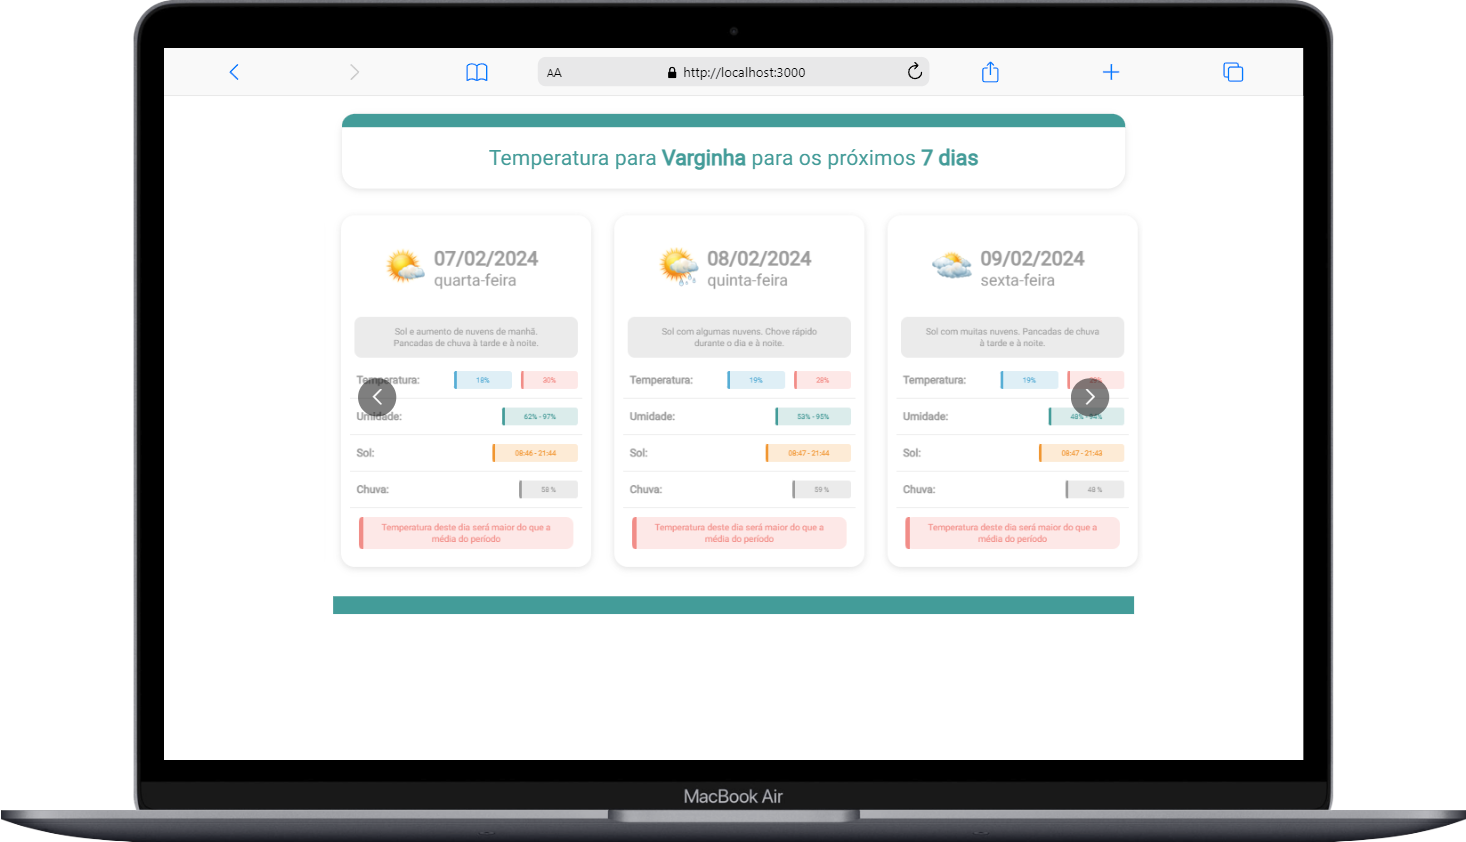 AA
http://localhost:3000
Temperatura para Varginha para os próximos 7 dias
07/02/2024
quarta-feira
Sol e aumento de nuvens de manhã.
Pancadas de chuva à tarde e à noite.
Temperatura:
18%
30%
Umidade:
62% - 97%
Sol:
08:46 - 21:44
Chuva:
58 %
Temperatura deste dia será maior do que a
média do período
08/02/2024
quinta-feira
Sol com algumas nuvens. Chove rápido
durante o dia e à noite.
Temperatura:
19%
28%
Umidade:
53% - 95%
Sol:
08:47 - 21:44
Chuva:
59 %
Temperatura deste dia será maior do que a
média do período
09/02/2024
sexta-feira
Sol com muitas nuvens. Pancadas de chuva
à tarde e à noite.
Temperatura:
19%
Umidade:
48% - 94%
Sol:
08:47 - 21:43
Chuva:
48 %
Temperatura deste dia será maior do que a
média do período
MacBook Air